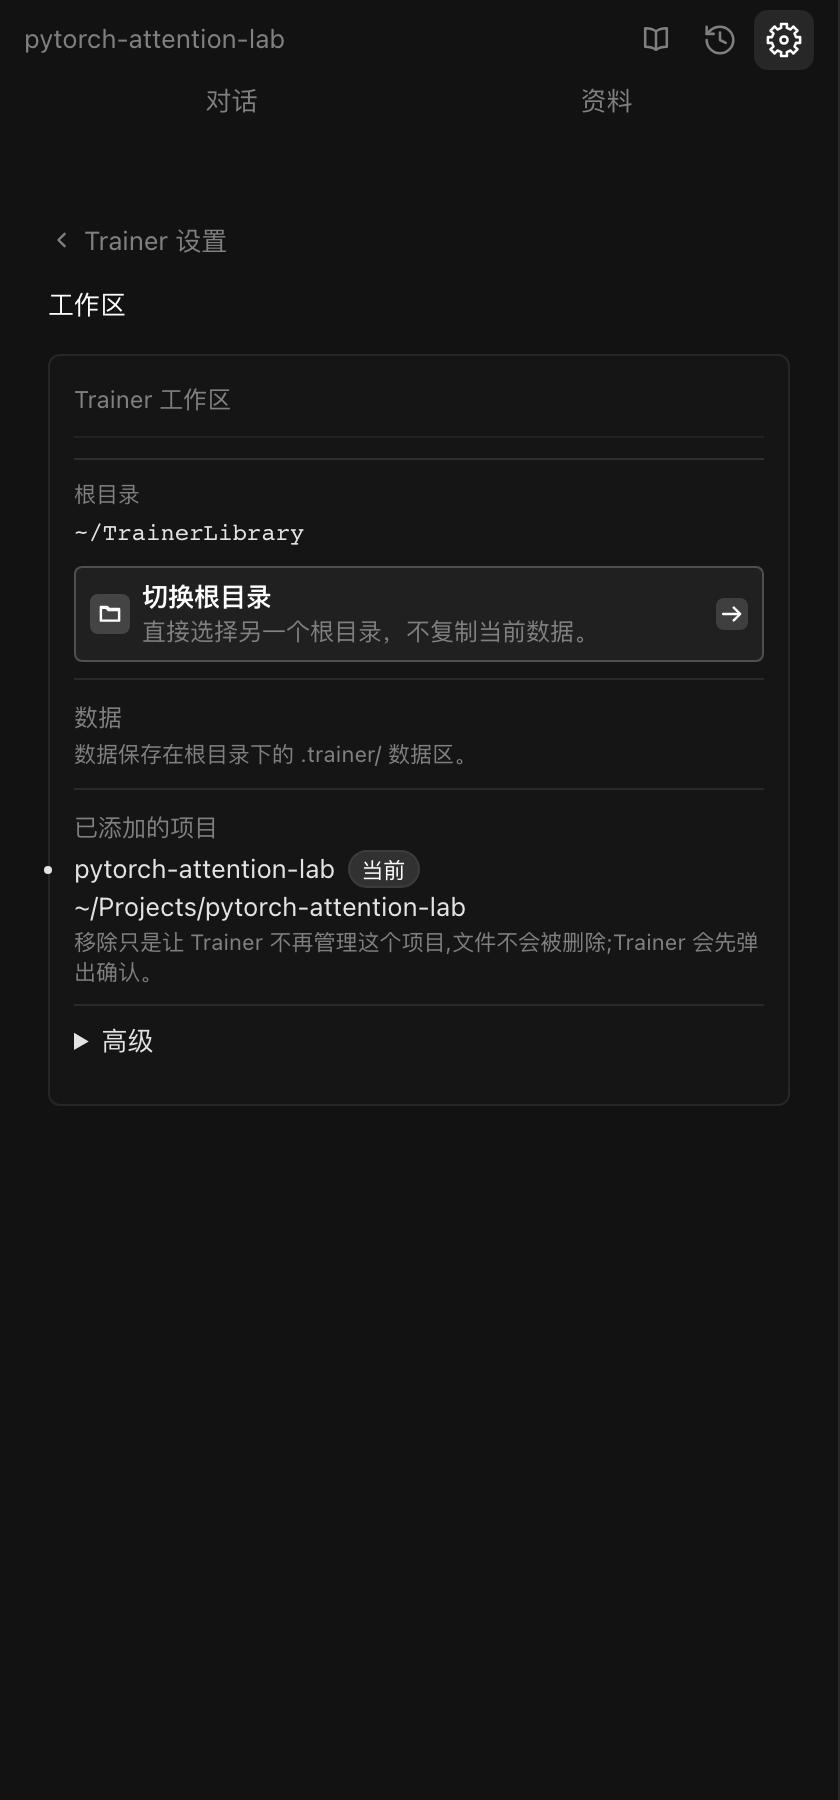 pytorch-attention-lab
对话 资料
Trainer 设置
工作区
Trainer 工作区
根目录
~/TrainerLibrary
切换根目录
直接选择另一个根目录，不复制当前数据。
数据
数据保存在根目录下的 .trainer/ 数据区。
已添加的项目
pytorch-attention-lab 当前
~/Projects/pytorch-attention-lab
移除只是让 Trainer 不再管理这个项目,文件不会被删除;Trainer 会先弹
出确认。
高级